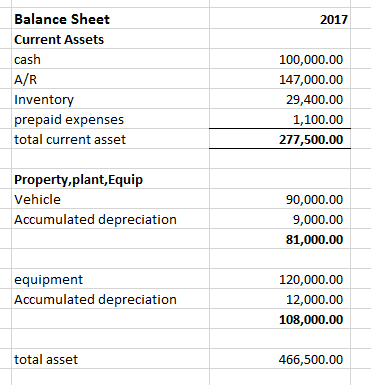 Balance Sheet 2017
Current Assets
cash 100,000.00
A/R 147,000.00
Inventory 29,400.00
prepaid expenses 1,100.00
total current asset 277,500.00
Property,plant,Equip
Vehicle 90,000.00
Accumulated depreciation 9,000.00
81,000.00
equipment 120,000.00
Accumulated depreciation 12,000.00
108,000.00
total asset 466,500.00